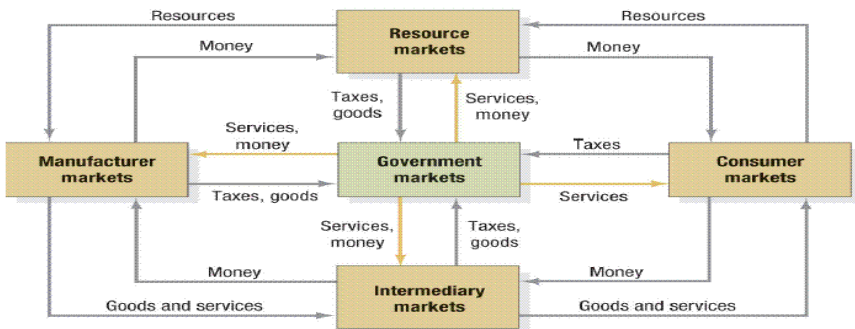 Resources
Resources
Resource
markets
Money
Money
Taxes,
goods
Services,
money
Services,
money
Taxes
Manufacturer
markets
Government
markets
Consumer
markets
Taxes, goods
Services
Services,
money
Taxes,
goods
Money
Money
Intermediary
markets
Goods and services
Goods and services